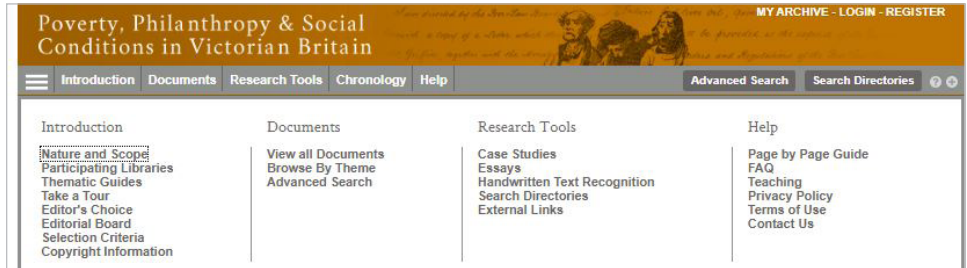 Poverty, Philanthropy & Social
Conditions in Victorian Britain
MY ARCHIVE - LOGIN - REGISTER
Introduction Documents Research Tools Chronology Help
Advanced Search Search Directories ? +
Introduction
Nature and Scope
Participating Libraries
Thematic Guides
Take a Tour
Editor's Choice
Editorial Board
Selection Criteria
Copyright Information
Documents
View all Documents
Browse By Theme
Advanced Search
Research Tools
Case Studies
Essays
Handwritten Text Recognition
Search Directories
External Links
Help
Page by Page Guide
FAQ
Teaching
Privacy Policy
Terms of Use
Contact Us